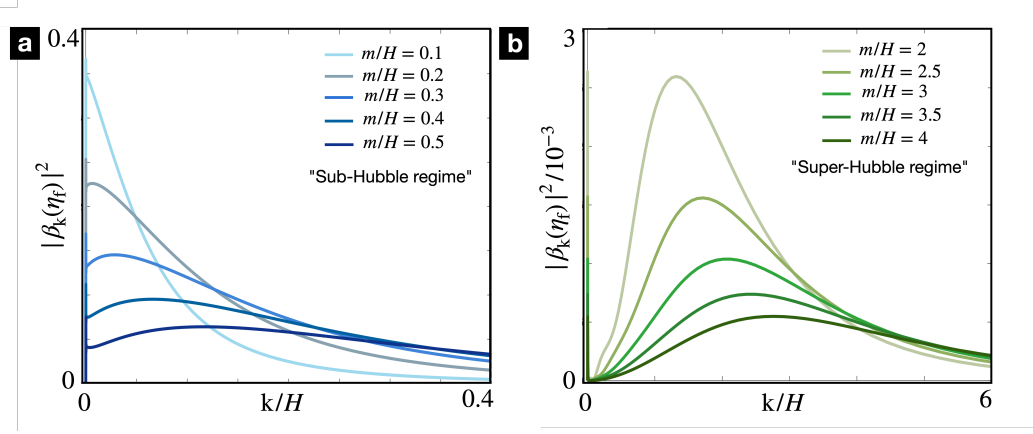 a
0.4
|β_k(η_f)|²
m/H = 0.1
m/H = 0.2
m/H = 0.3
m/H = 0.4
m/H = 0.5
"Sub-Hubble regime"
0
0
k/H
0.4
b
3
|β_k(η_f)|²/10⁻³
m/H = 2
m/H = 2.5
m/H = 3
m/H = 3.5
m/H = 4
"Super-Hubble regime"
0
0
k/H
6